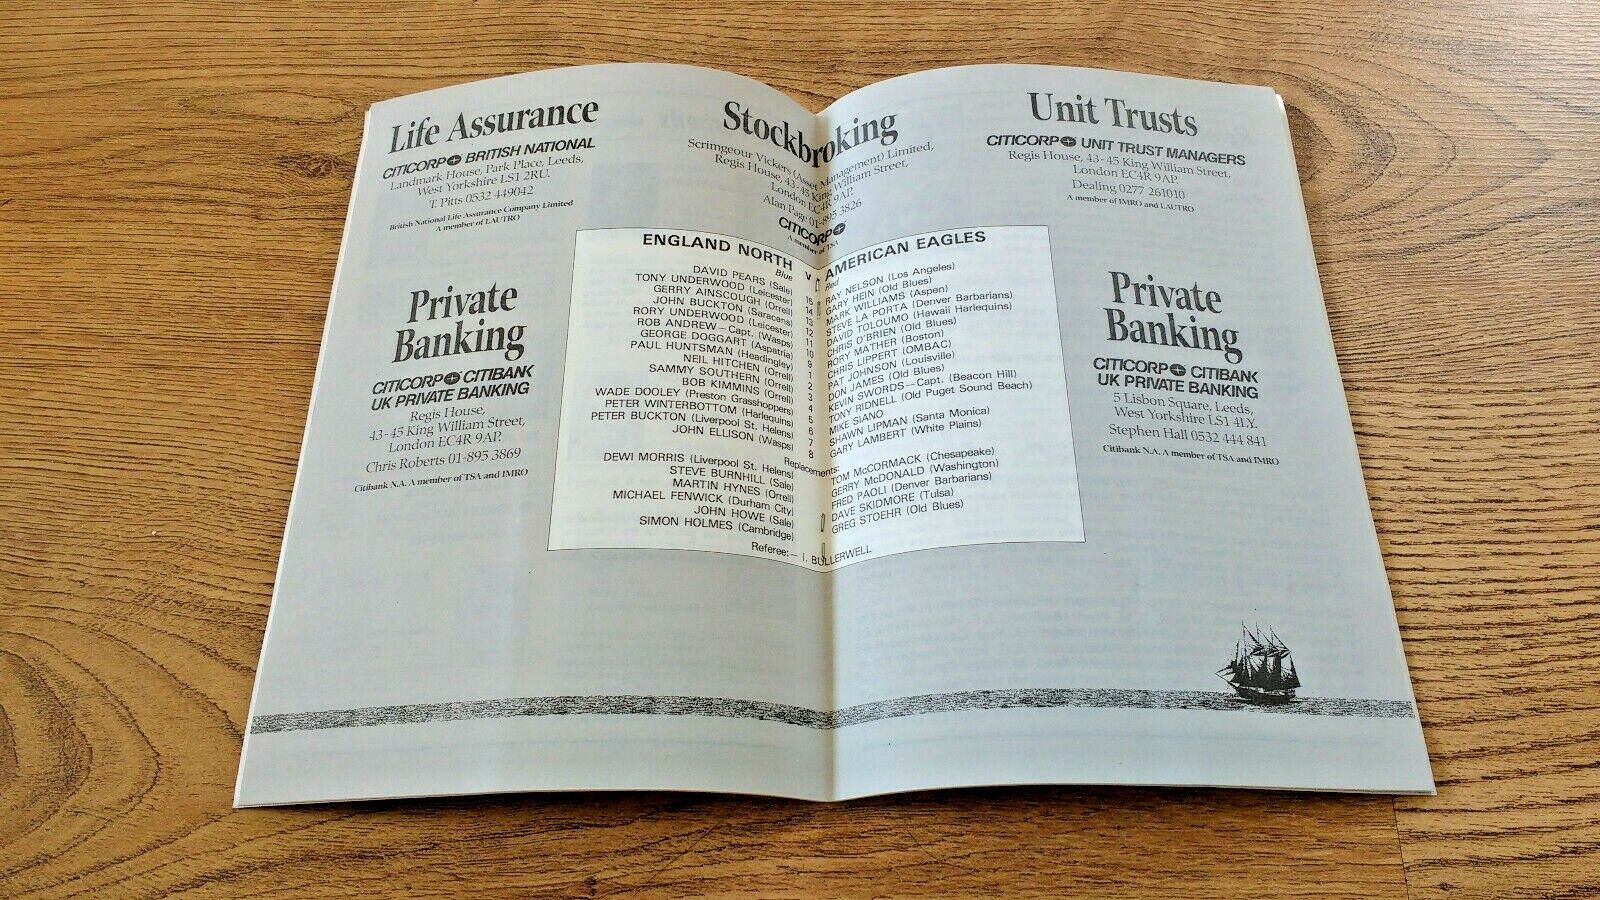 Life Assurance
CITICORP BRITISH NATIONAL
Landmark House, Park Place, Leeds,
West Yorkshire LS1 2RU.
T. Pitts 0532 449042
British National Life Assurance Company Limited
A member of LAUTRO
Stockbroking
Scrimgeour Vickers (Asset Management) Limited,
Regis House, 43-45 King William Street,
London EC4R 9AP.
Alan Page 01-895 3826
CITICORP
A member of TSA
Unit Trusts
CITICORP UNIT TRUST MANAGERS
Regis House, 43-45 King William Street,
London EC4R 9AP.
Dealing 0277 261010
A member of IMRO and LAUTRO
Private
Banking
CITICORP CITIBANK
UK PRIVATE BANKING
Regis House,
43-45 King William Street,
London EC4R 9AP.
Chris Roberts 01-895 3869
Citibank N.A. A member of TSA and IMRO
ENGLAND NORTH v AMERICAN EAGLES
Blue Red
DAVID PEARS (Sale) 15 RAY NELSON (Los Angeles)
TONY UNDERWOOD (Leicester) 14 GARY HEIN (Old Blues)
GERRY AINSCOUGH (Orrell) 13 MARK WILLIAMS (Aspen)
JOHN BUCKTON (Saracens) 12 STEVE LA PORTA (Denver Barbarians)
RORY UNDERWOOD (Leicester) 11 DAVID TOLOUMO (Hawaii Harlequins)
ROB ANDREW – Capt. (Wasps) 10 CHRIS O'BRIEN (Old Blues)
GEORGE DOGGART (Aspatria) 9 RORY MATHER (Boston)
PAUL HUNTSMAN (Headingley) 1 CHRIS LIPPERT (OMBAC)
NEIL HITCHEN (Orrell) 2 PAT JOHNSON (Louisville)
SAMMY SOUTHERN (Orrell) 3 DON JAMES (Old Blues)
BOB KIMMINS (Orrell) 4 KEVIN SWORDS – Capt. (Beacon Hill)
WADE DOOLEY (Preston Grasshoppers) 5 TONY RIDNELL (Old Puget Sound Beach)
PETER WINTERBOTTOM (Harlequins) 6 MIKE SIANO
PETER BUCKTON (Liverpool St. Helens) 7 SHAWN LIPMAN (Santa Monica)
JOHN ELLISON (Wasps) 8 GARY LAMBERT (White Plains)
Replacements:
DEWI MORRIS (Liverpool St. Helens) TOM McCORMACK (Chesapeake)
STEVE BURNHILL (Sale) GERRY McDONALD (Washington)
MARTIN HYNES (Orrell) FRED PAOLI (Denver Barbarians)
MICHAEL FENWICK (Durham City) DAVE SKIDMORE (Tulsa)
JOHN HOWE (Sale) GREG STOEHR (Old Blues)
SIMON HOLMES (Cambridge)
Referee: – I. BULLERWELL
Private
Banking
CITICORP CITIBANK
UK PRIVATE BANKING
5 Lisbon Square, Leeds,
West Yorkshire LS1 4LY.
Stephen Hall 0532 444 841
Citibank N.A. A member of TSA and IMRO